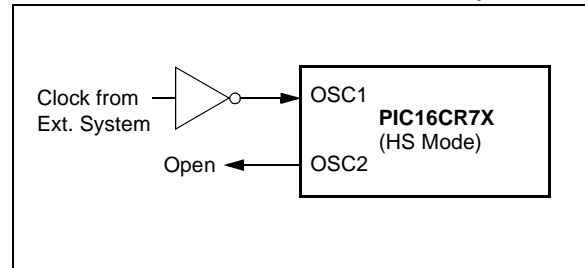 Clock from
Ext. System
OSC1
PIC16CR7X
(HS Mode)
Open
OSC2